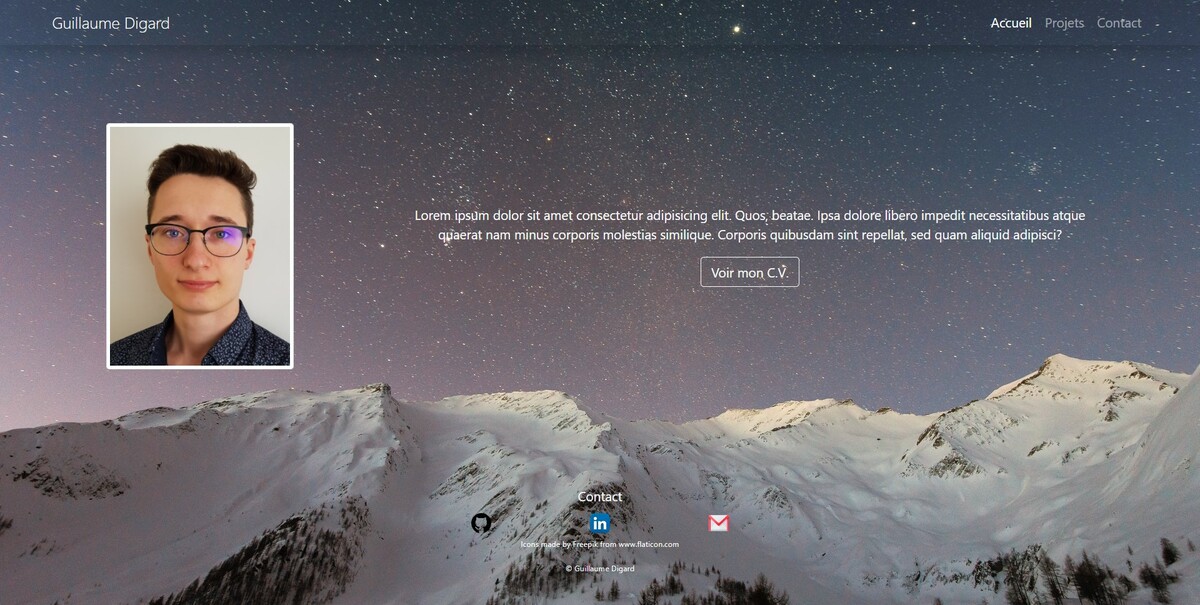 Guillaume Digard
Accueil Projets Contact
Lorem ipsum dolor sit amet consectetur adipisicing elit. Quos, beatae. Ipsa dolore libero impedit necessitatibus atque
quaerat nam minus corporis molestias similique. Corporis quibusdam sint repellat, sed quam aliquid adipisci?
Voir mon C.V.
Contact
in
Icons made by Freepik from www.flaticon.com
© Guillaume Digard